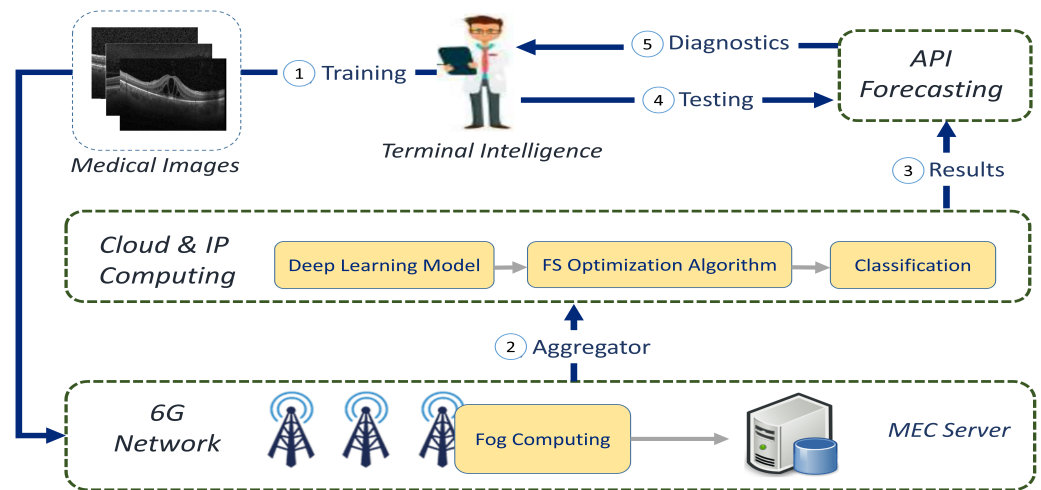 1 Training
5 Diagnostics
4 Testing
API
Forecasting
Medical Images
Terminal Intelligence
3 Results
Cloud & IP
Computing
Deep Learning Model
FS Optimization Algorithm
Classification
2 Aggregator
6G
Network
Fog Computing
MEC Server